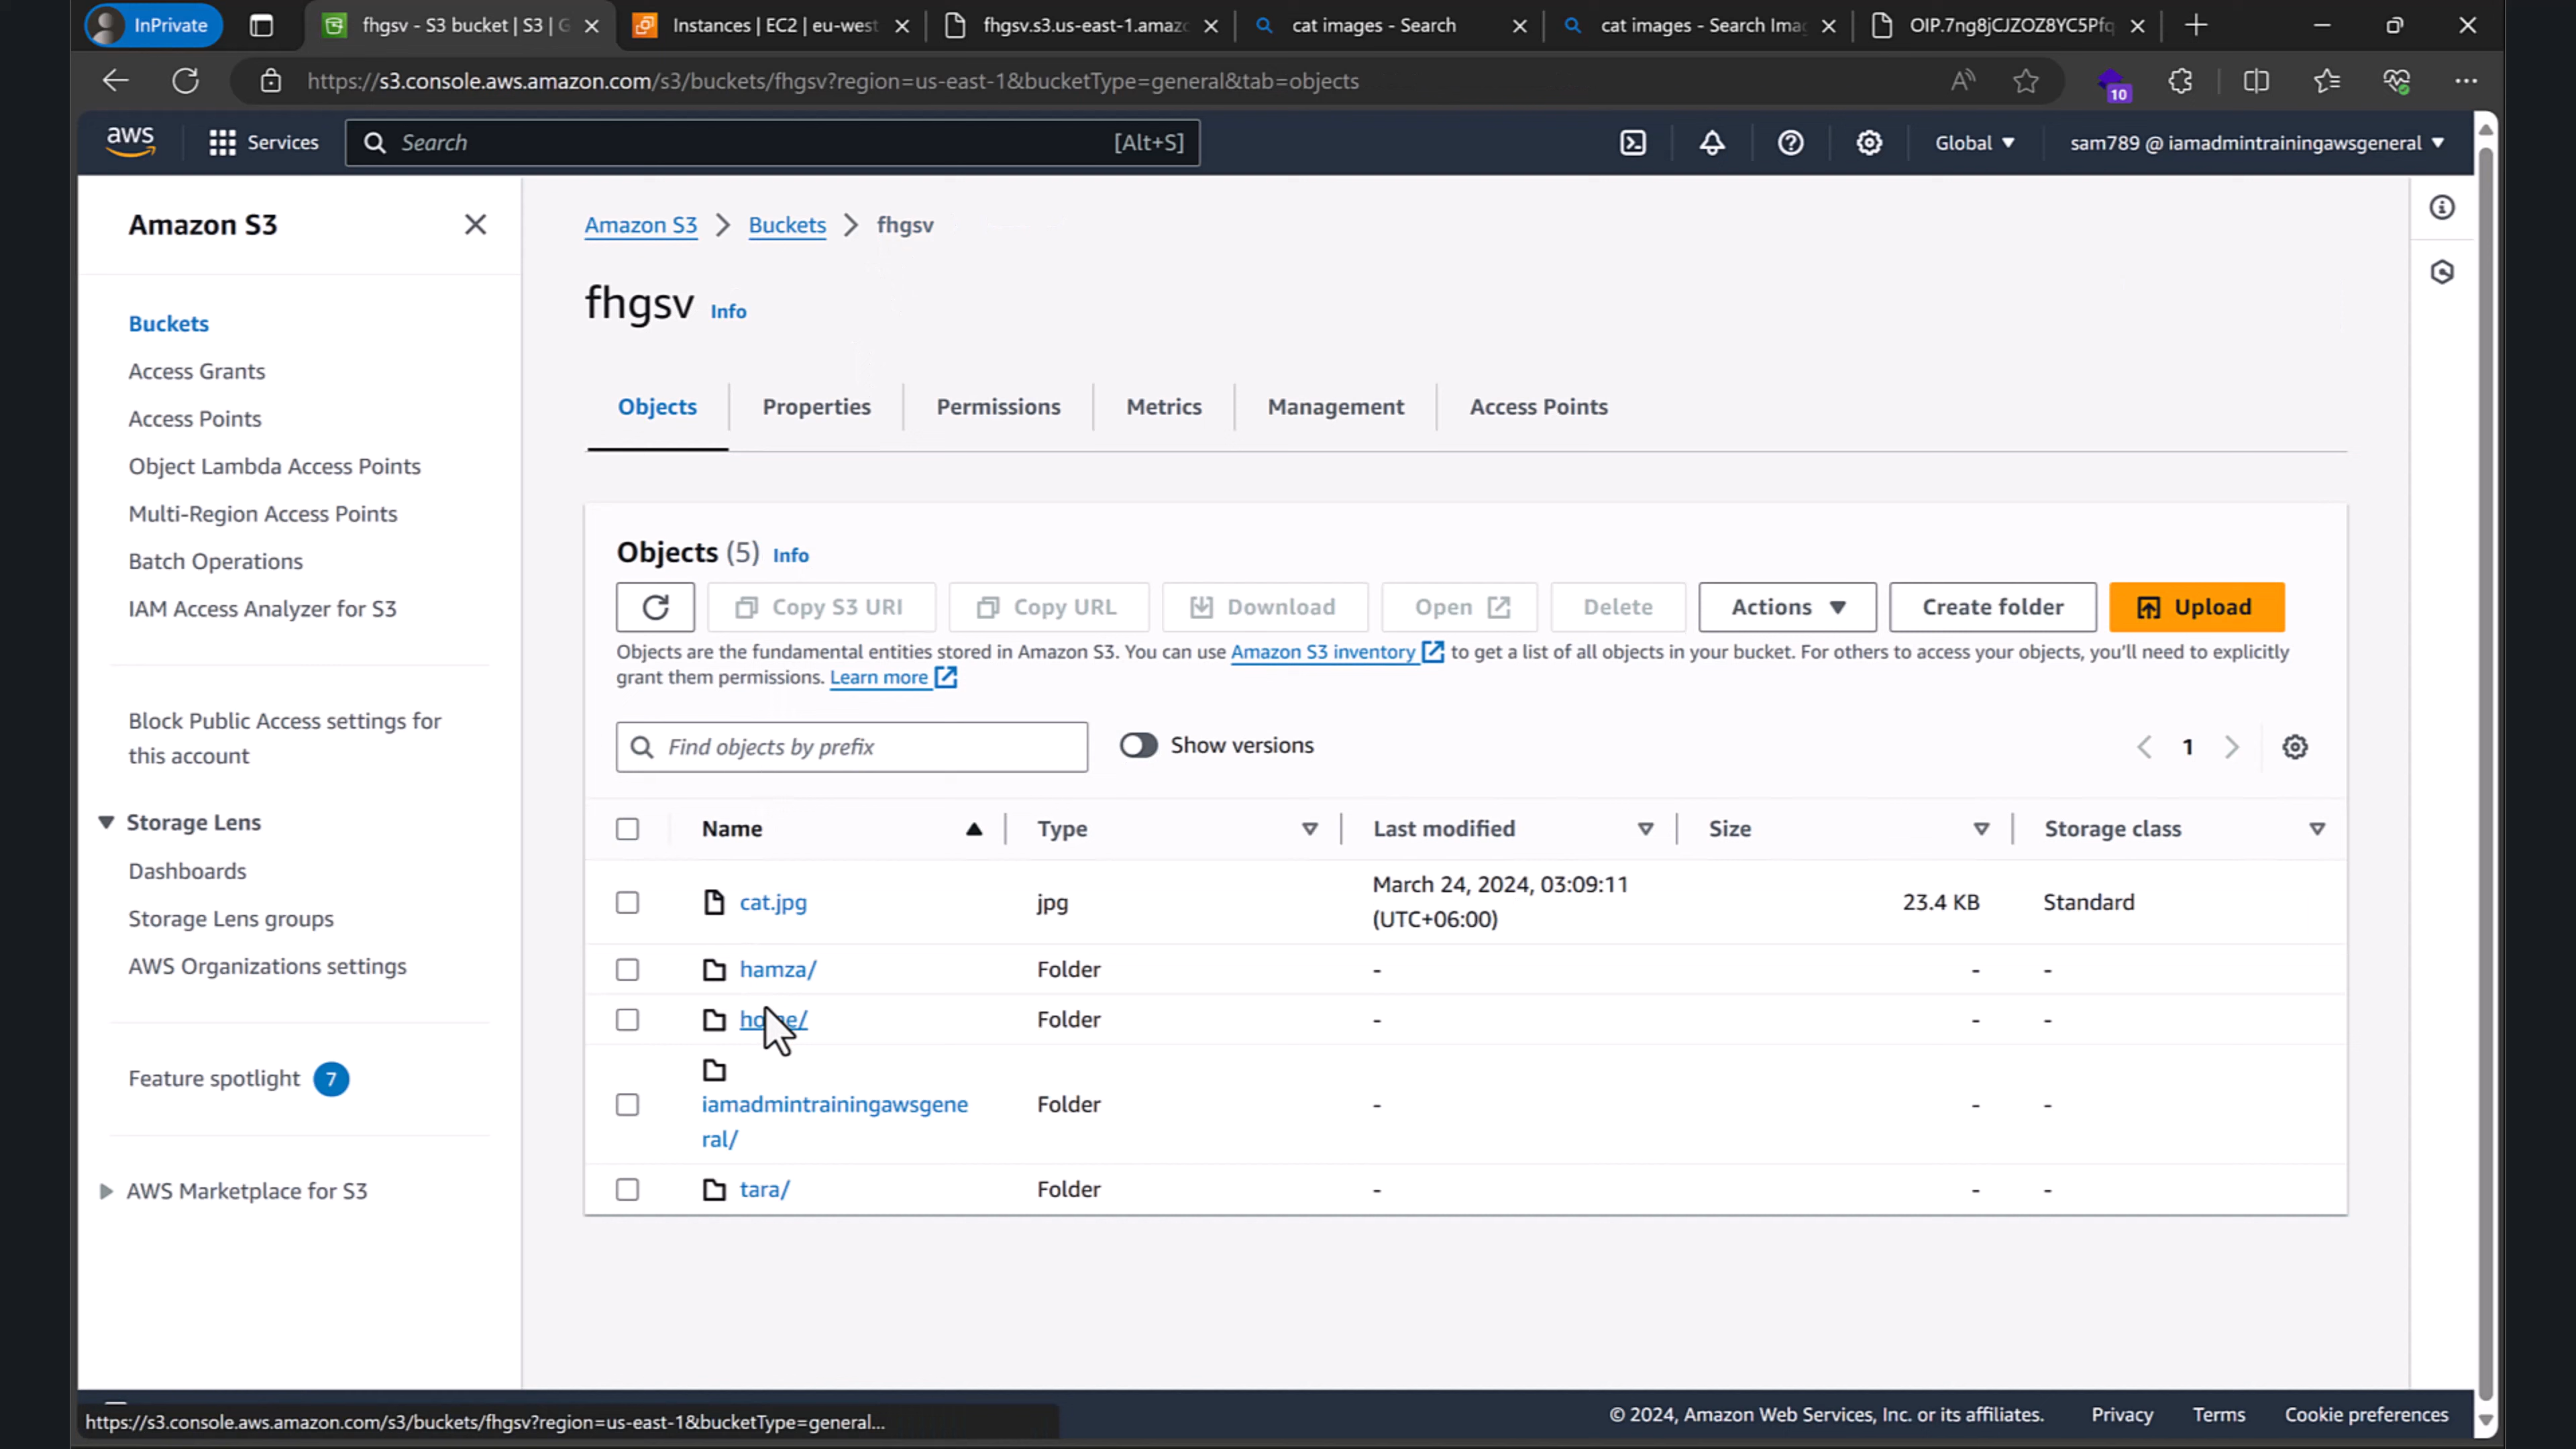 InPrivate
fhgsv - S3 bucket | S3 | G
Instances | EC2 | eu-west
fhgsv.s3.us-east-1.amazc
cat images - Search
cat images - Search Ima
OIP.7ng8jCJZOZ8YC5Pfq
https://s3.console.aws.amazon.com/s3/buckets/fhgsv?region=us-east-1&bucketType=general&tab=objects
10
aws
Services
Search
[Alt+S]
Global
sam789 @ iamadmintrainingawsgeneral
Amazon S3
Buckets
Access Grants
Access Points
Object Lambda Access Points
Multi-Region Access Points
Batch Operations
IAM Access Analyzer for S3
Block Public Access settings for
this account
Storage Lens
Dashboards
Storage Lens groups
AWS Organizations settings
Feature spotlight 7
AWS Marketplace for S3
Amazon S3 > Buckets > fhgsv
fhgsv Info
Objects
Properties
Permissions
Metrics
Management
Access Points
Objects (5) Info
Copy S3 URI
Copy URL
Download
Open
Delete
Actions
Create folder
Upload
Objects are the fundamental entities stored in Amazon S3. You can use Amazon S3 inventory to get a list of all objects in your bucket. For others to access your objects, you'll need to explicitly
grant them permissions. Learn more
Find objects by prefix
Show versions
1
Name Type Last modified Size Storage class
cat.jpg jpg March 24, 2024, 03:09:11 23.4 KB Standard
(UTC+06:00)
hamza/ Folder - - -
Folder - - -
iamadmintrainingawsgene Folder - - -
ral/
tara/ Folder - - -
https://s3.console.aws.amazon.com/s3/buckets/fhgsv?region=us-east-1&bucketType=general...
© 2024, Amazon Web Services, Inc. or its affiliates.
Privacy
Terms
Cookie preferences